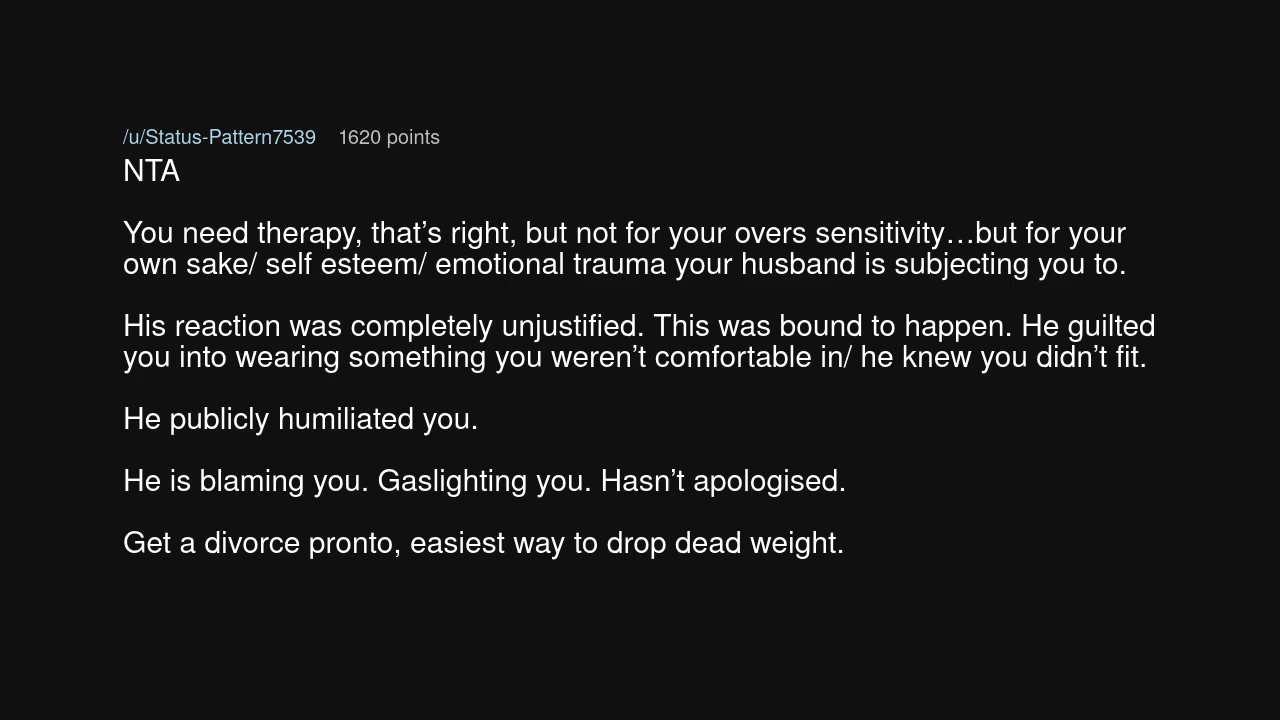 /u/Status-Pattern7539 1620 points
NTA
You need therapy, that’s right, but not for your overs sensitivity…but for your
own sake/ self esteem/ emotional trauma your husband is subjecting you to.
His reaction was completely unjustified. This was bound to happen. He guilted
you into wearing something you weren’t comfortable in/ he knew you didn’t fit.
He publicly humiliated you.
He is blaming you. Gaslighting you. Hasn’t apologised.
Get a divorce pronto, easiest way to drop dead weight.